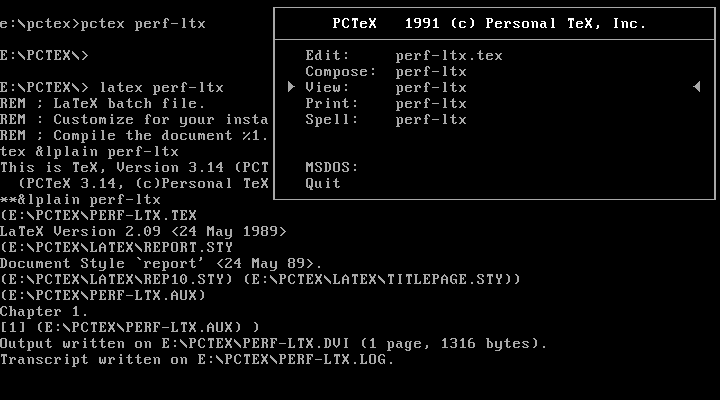 e:\pctex>pctex perf-ltx
E:\PCTEX\>
E:\PCTEX\> latex perf-ltx
REM ; LaTeX batch file.
REM : Customize for your insta
REM ; Compile the document %1.
tex &lplain perf-ltx
This is TeX, Version 3.14 (PCT
(PCTeX 3.14, (c)Personal TeX
**&lplain perf-ltx
(E:\PCTEX\PERF-LTX.TEX
LaTeX Version 2.09 <24 May 1989>
(E:\PCTEX\LATEX\REPORT.STY
Document Style `report' <24 May 89>.
(E:\PCTEX\LATEX\REP10.STY) (E:\PCTEX\LATEX\TITLEPAGE.STY))
(E:\PCTEX\PERF-LTX.AUX)
Chapter 1.
[1] (E:\PCTEX\PERF-LTX.AUX) )
Output written on E:\PCTEX\PERF-LTX.DVI (1 page, 1316 bytes).
Transcript written on E:\PCTEX\PERF-LTX.LOG.
PCTeX 1991 (c) Personal TeX, Inc.
Edit: perf-ltx.tex
Compose: perf-ltx
View: perf-ltx
Print: perf-ltx
Spell: perf-ltx
MSDOS:
Quit